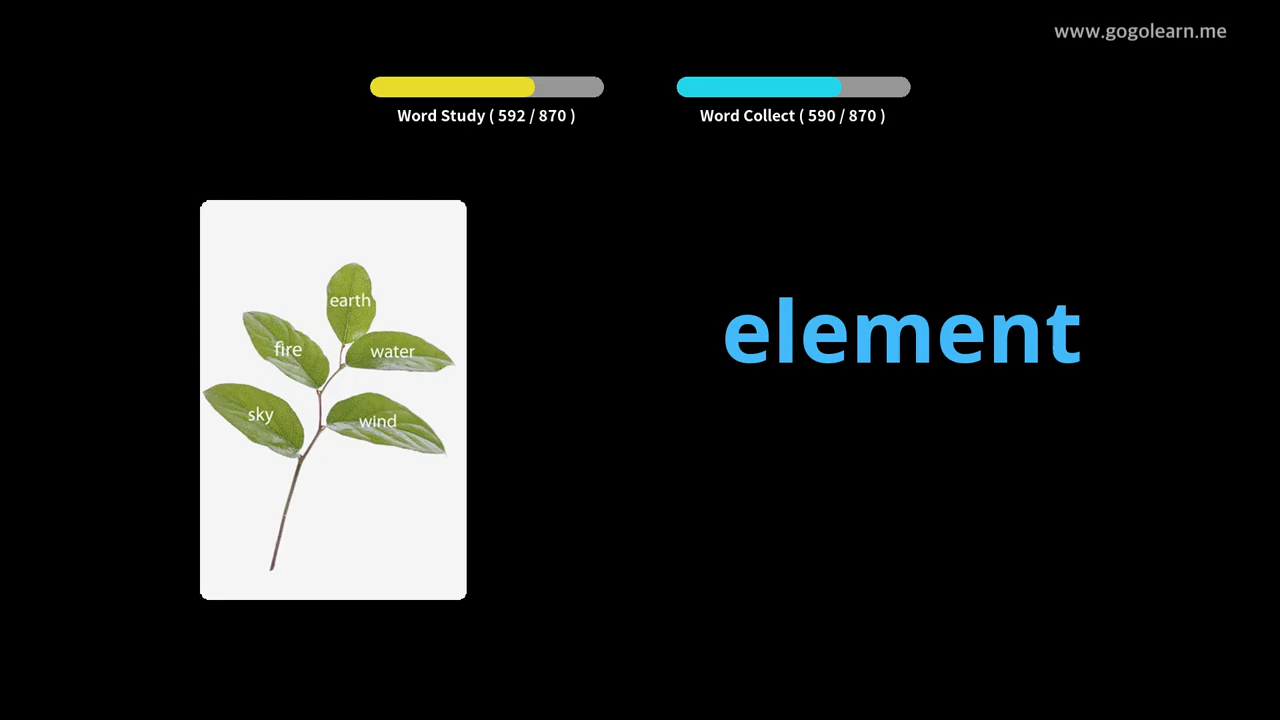 www.gogolearn.me
Word Study ( 592 / 870 )
Word Collect ( 590 / 870 )
earth
fire
water
sky
wind
element